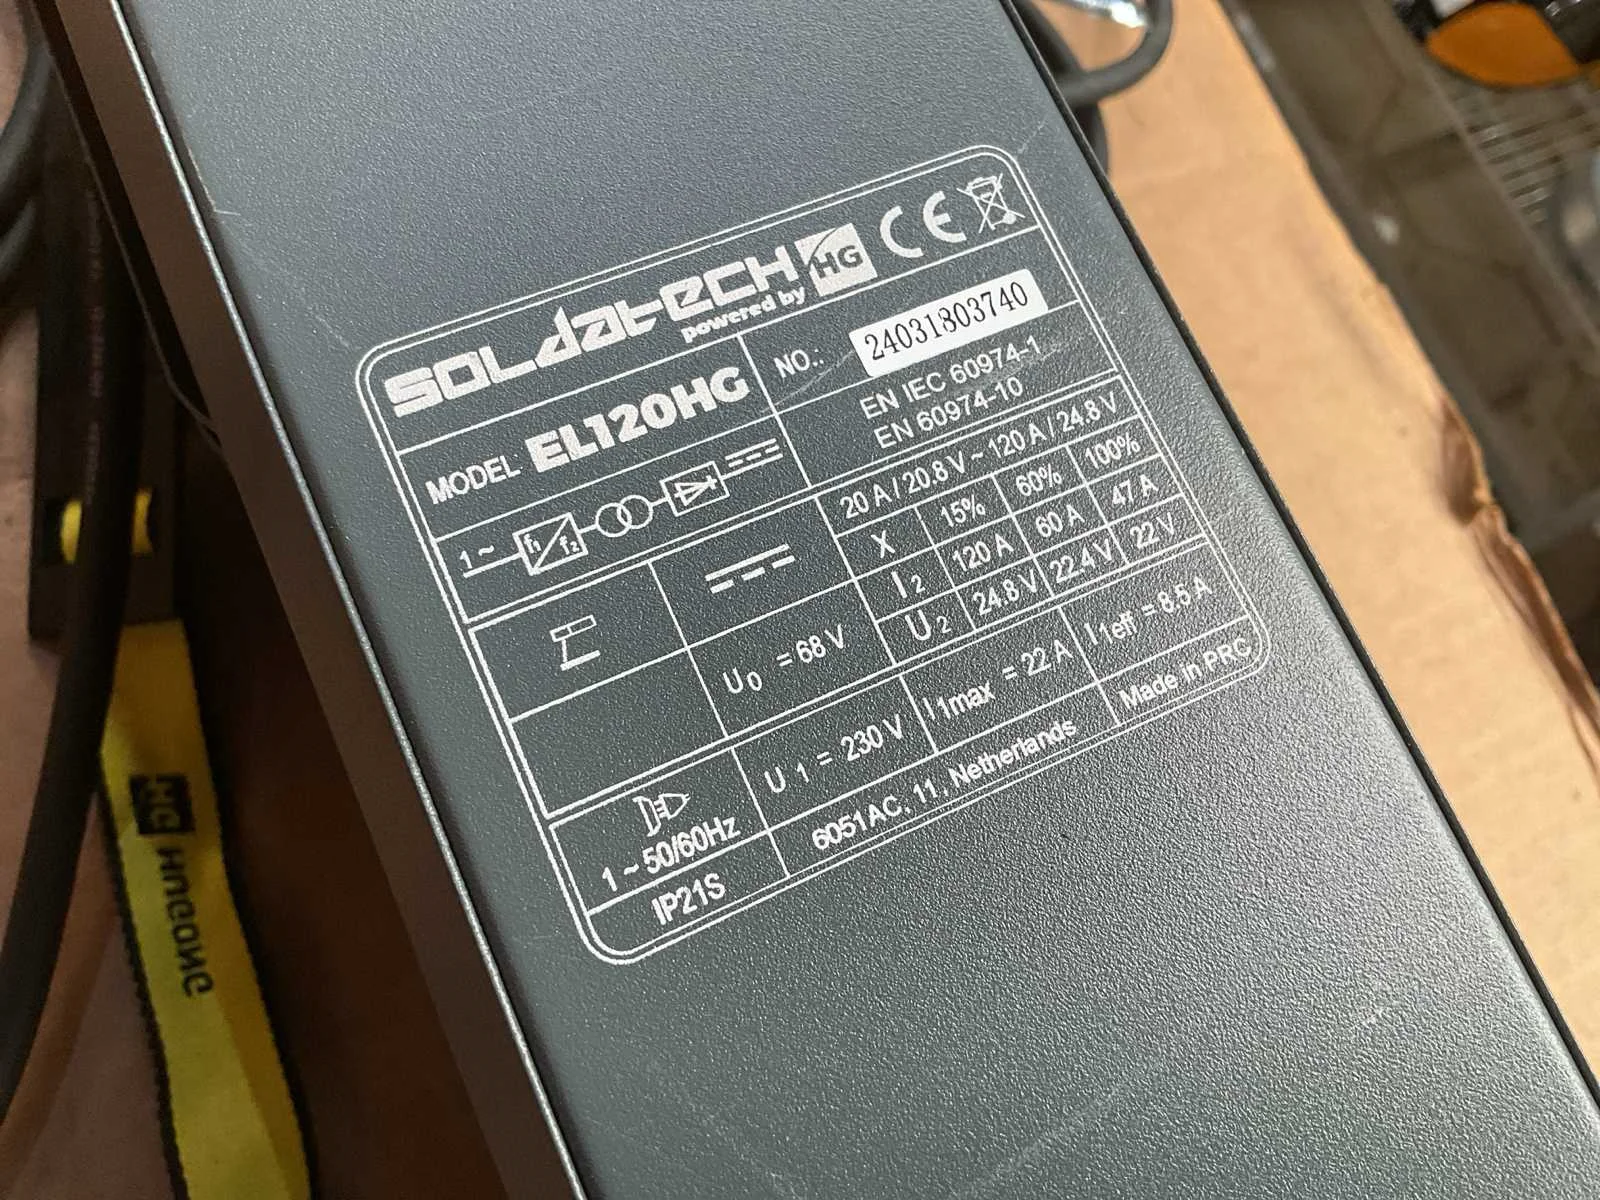 SOLdatECH
powered by HG
CE
MODEL: EL120HG
NO.: 24031803740
EN IEC 60974-1
EN 60974-10
1~ f1 f2
20 A / 20.8 V ~ 120 A / 24.8 V
X 15% 60% 100%
I2 120 A 60 A 47 A
U2 24.8 V 22.4 V 22 V
U0 = 68 V
1 ~ 50/60Hz
U1 = 230 V
I1max = 22 A
I1eff = 8.5 A
IP21S
6051AC, 11, Netherlands
Made in PRC
HG HUGONG